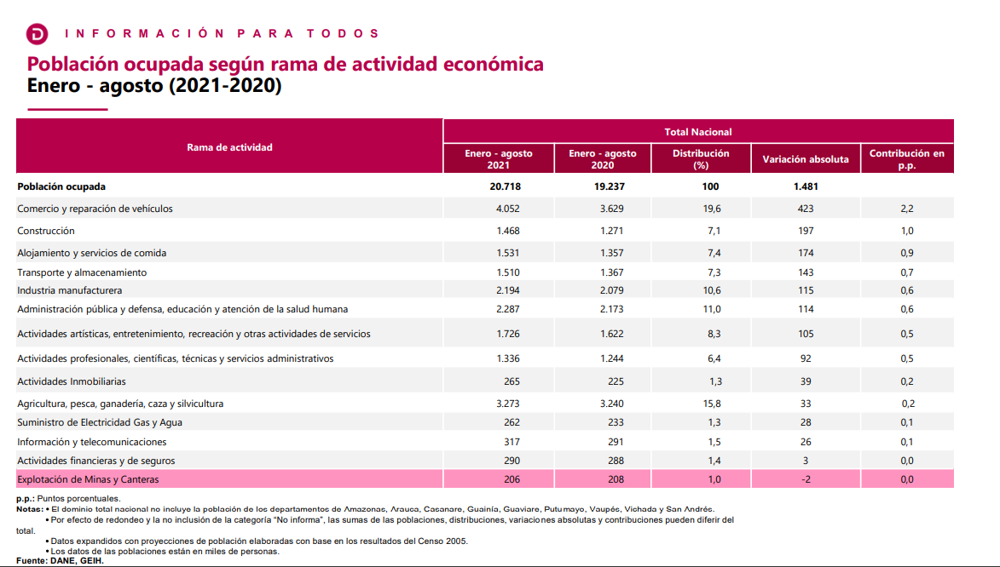 INFORMACIÓN PARA TODOS
Población ocupada según rama de actividad económica
Enero - agosto (2021-2020)
Rama de actividad
Total Nacional
Enero - agosto 2021
Enero - agosto 2020
Distribución (%)
Variación absoluta
Contribución en p.p.
Población ocupada 20.718 19.237 100 1.481
Comercio y reparación de vehículos 4.052 3.629 19,6 423 2,2
Construcción 1.468 1.271 7,1 197 1,0
Alojamiento y servicios de comida 1.531 1.357 7,4 174 0,9
Transporte y almacenamiento 1.510 1.367 7,3 143 0,7
Industria manufacturera 2.194 2.079 10,6 115 0,6
Administración pública y defensa, educación y atención de la salud humana 2.287 2.173 11,0 114 0,6
Actividades artísticas, entretenimiento, recreación y otras actividades de servicios 1.726 1.622 8,3 105 0,5
Actividades profesionales, científicas, técnicas y servicios administrativos 1.336 1.244 6,4 92 0,5
Actividades Inmobiliarias 265 225 1,3 39 0,2
Agricultura, pesca, ganadería, caza y silvicultura 3.273 3.240 15,8 33 0,2
Suministro de Electricidad Gas y Agua 262 233 1,3 28 0,1
Información y telecomunicaciones 317 291 1,5 26 0,1
Actividades financieras y de seguros 290 288 1,4 3 0,0
Explotación de Minas y Canteras 206 208 1,0 -2 0,0
p.p.: Puntos porcentuales.
Notas: • El dominio total nacional no incluye la población de los departamentos de Amazonas, Arauca, Casanare, Guainía, Guaviare, Putumayo, Vaupés, Vichada y San Andrés.
• Por efecto de redondeo y la no inclusión de la categoría “No informa”, las sumas de las poblaciones, distribuciones, variaciones absolutas y contribuciones pueden diferir del
total.
• Datos expandidos con proyecciones de población elaboradas con base en los resultados del Censo 2005.
• Los datos de las poblaciones están en miles de personas.
Fuente: DANE, GEIH.